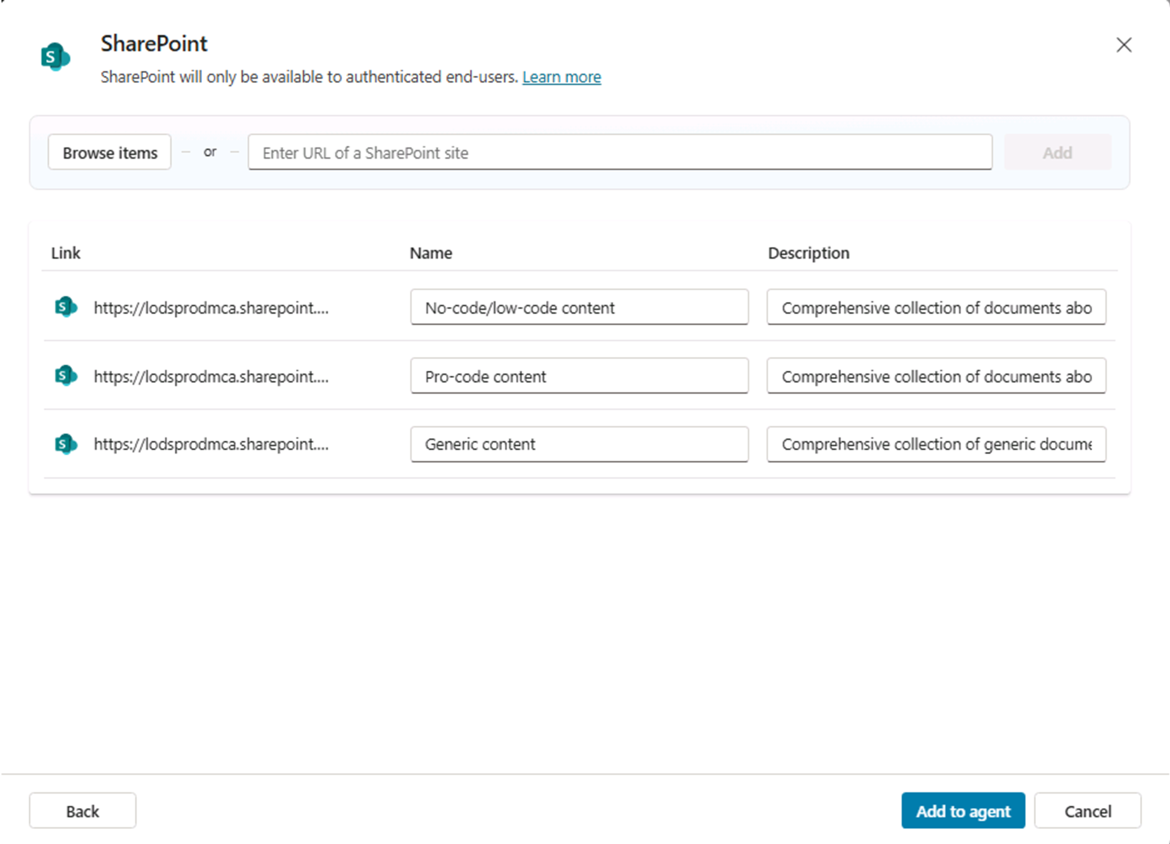 SharePoint
SharePoint will only be available to authenticated end-users. Learn more
Browse items or Enter URL of a SharePoint site Add
Link Name Description
https://lodsprodmca.sharepoint.... No-code/low-code content Comprehensive collection of documents abo
https://lodsprodmca.sharepoint.... Pro-code content Comprehensive collection of documents abo
https://lodsprodmca.sharepoint.... Generic content Comprehensive collection of generic docume
Back Add to agent Cancel